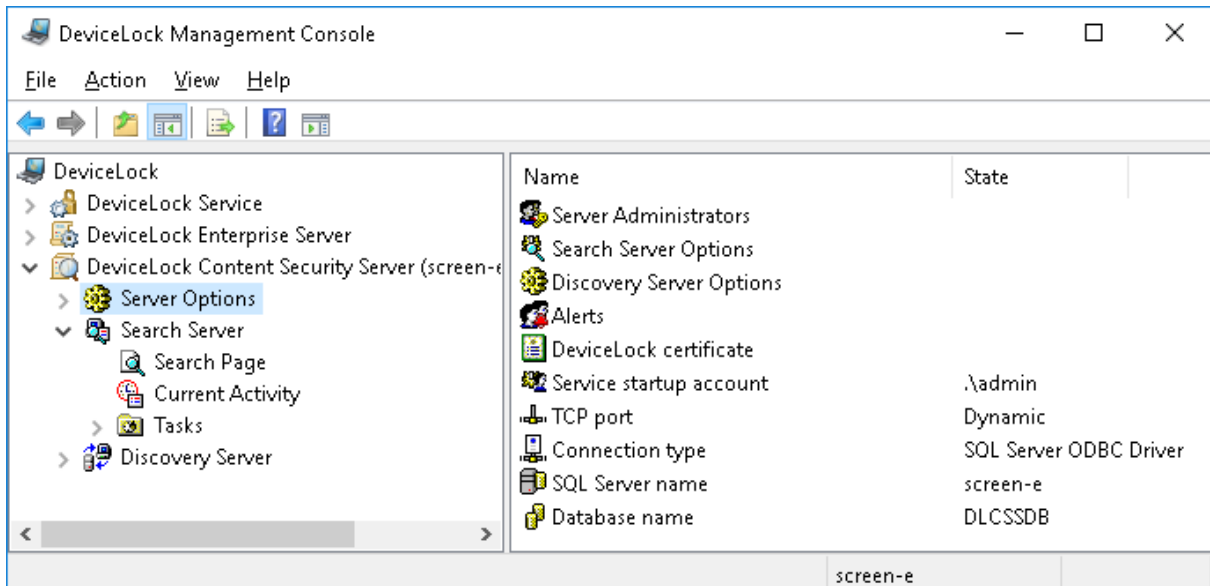 DeviceLock Management Console
File Action View Help
DeviceLock
DeviceLock Service
DeviceLock Enterprise Server
DeviceLock Content Security Server (screen-e
Server Options
Search Server
Search Page
Current Activity
Tasks
Discovery Server
Name State
Server Administrators
Search Server Options
Discovery Server Options
Alerts
DeviceLock certificate
Service startup account .\admin
TCP port Dynamic
Connection type SQL Server ODBC Driver
SQL Server name screen-e
Database name DLCSSDB
screen-e